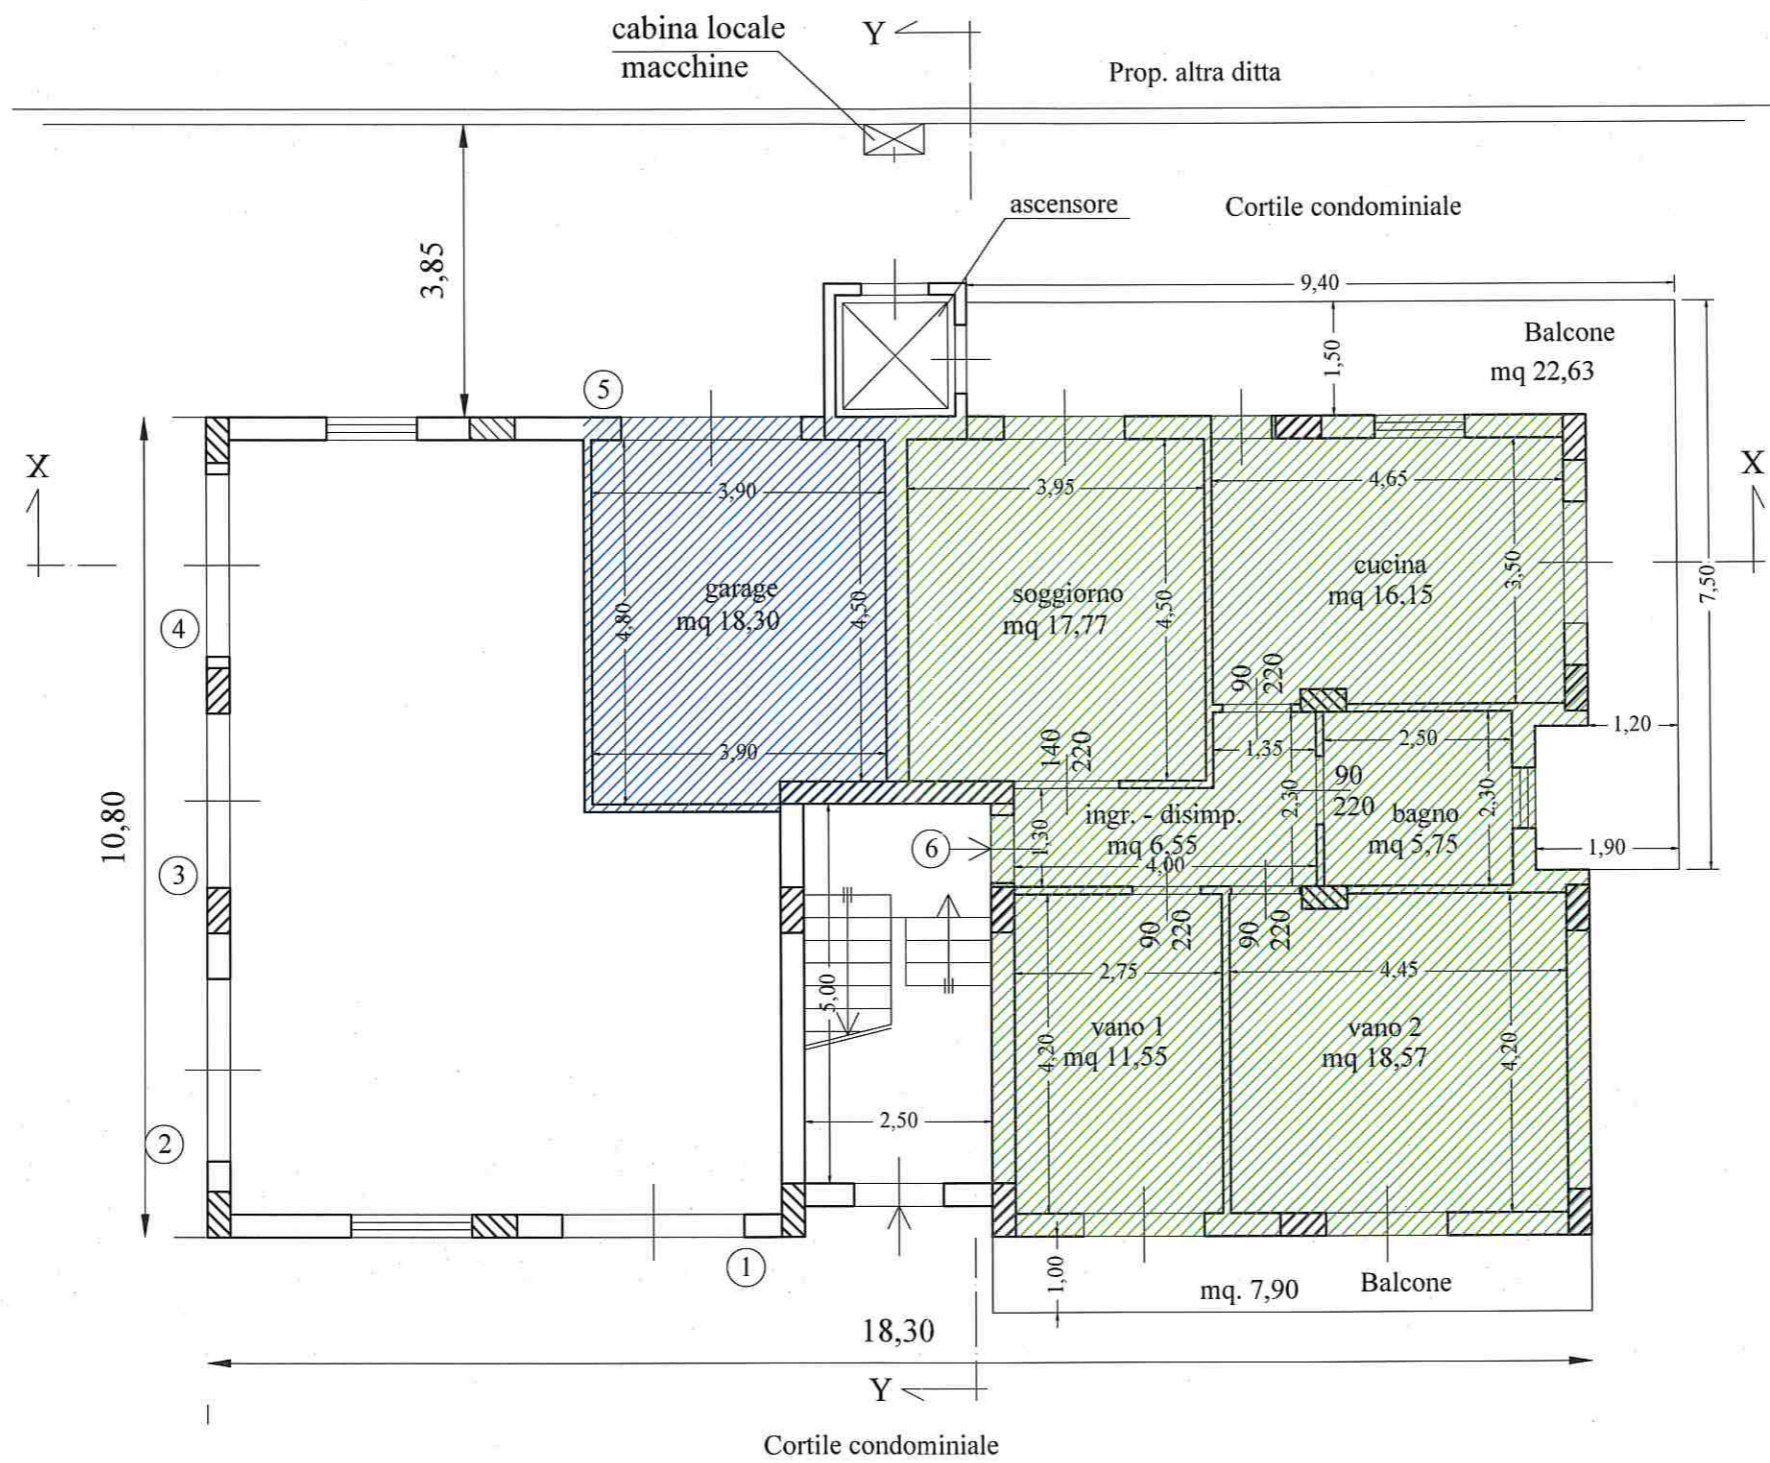 cabina locale
macchine
Y
Prop. altra ditta
ascensore
Cortile condominiale
3,85
9,40
Balcone
mq 22,63
1,50
5
X
X
3,90
3,95
4,65
garage
mq 18,30
4,80
4,50
soggiorno
mq 17,77
4,50
cucina
mq 16,15
3,50
7,50
4
90
220
3,90
140
220
1,35
2,50
1,20
10,80
3
6
1,30
ingr. - disimp.
mq 6,55
4,00
2,30
90
220
bagno
mq 5,75
2,30
1,90
90
220
90
220
5,00
2,75
4,45
vano 1
mq 11,55
4,20
vano 2
mq 18,57
4,20
2,50
2
1
1,00
mq. 7,90
Balcone
18,30
Y
Cortile condominiale